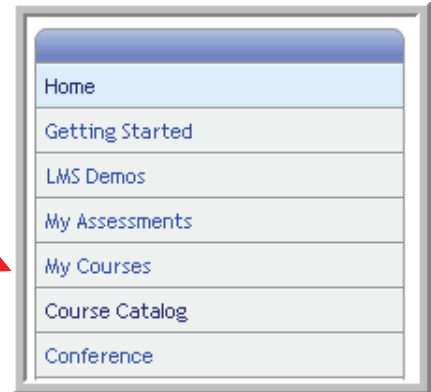 Home
Getting Started
LMS Demos
My Assessments
My Courses
Course Catalog
Conference